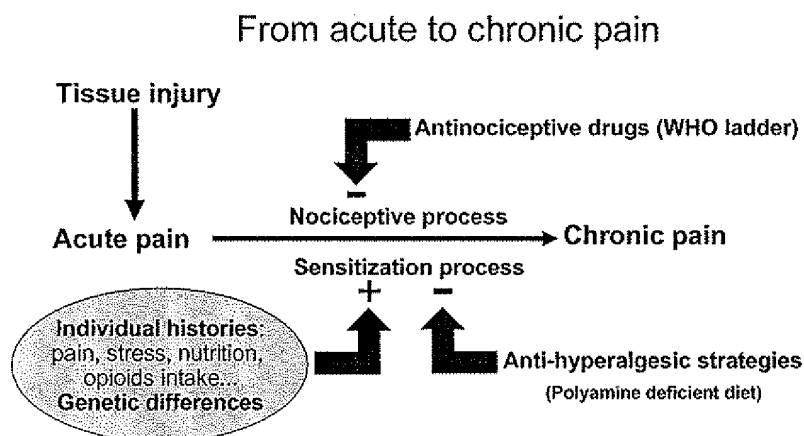 From acute to chronic pain
Tissue injury
Antinociceptive drugs (WHO ladder)
-
Nociceptive process
Acute pain
Chronic pain
Sensitization process
+ -
Individual histories:
pain, stress, nutrition,
opioids intake...
Genetic differences
Anti-hyperalgesic strategies
(Polyamine deficient diet)